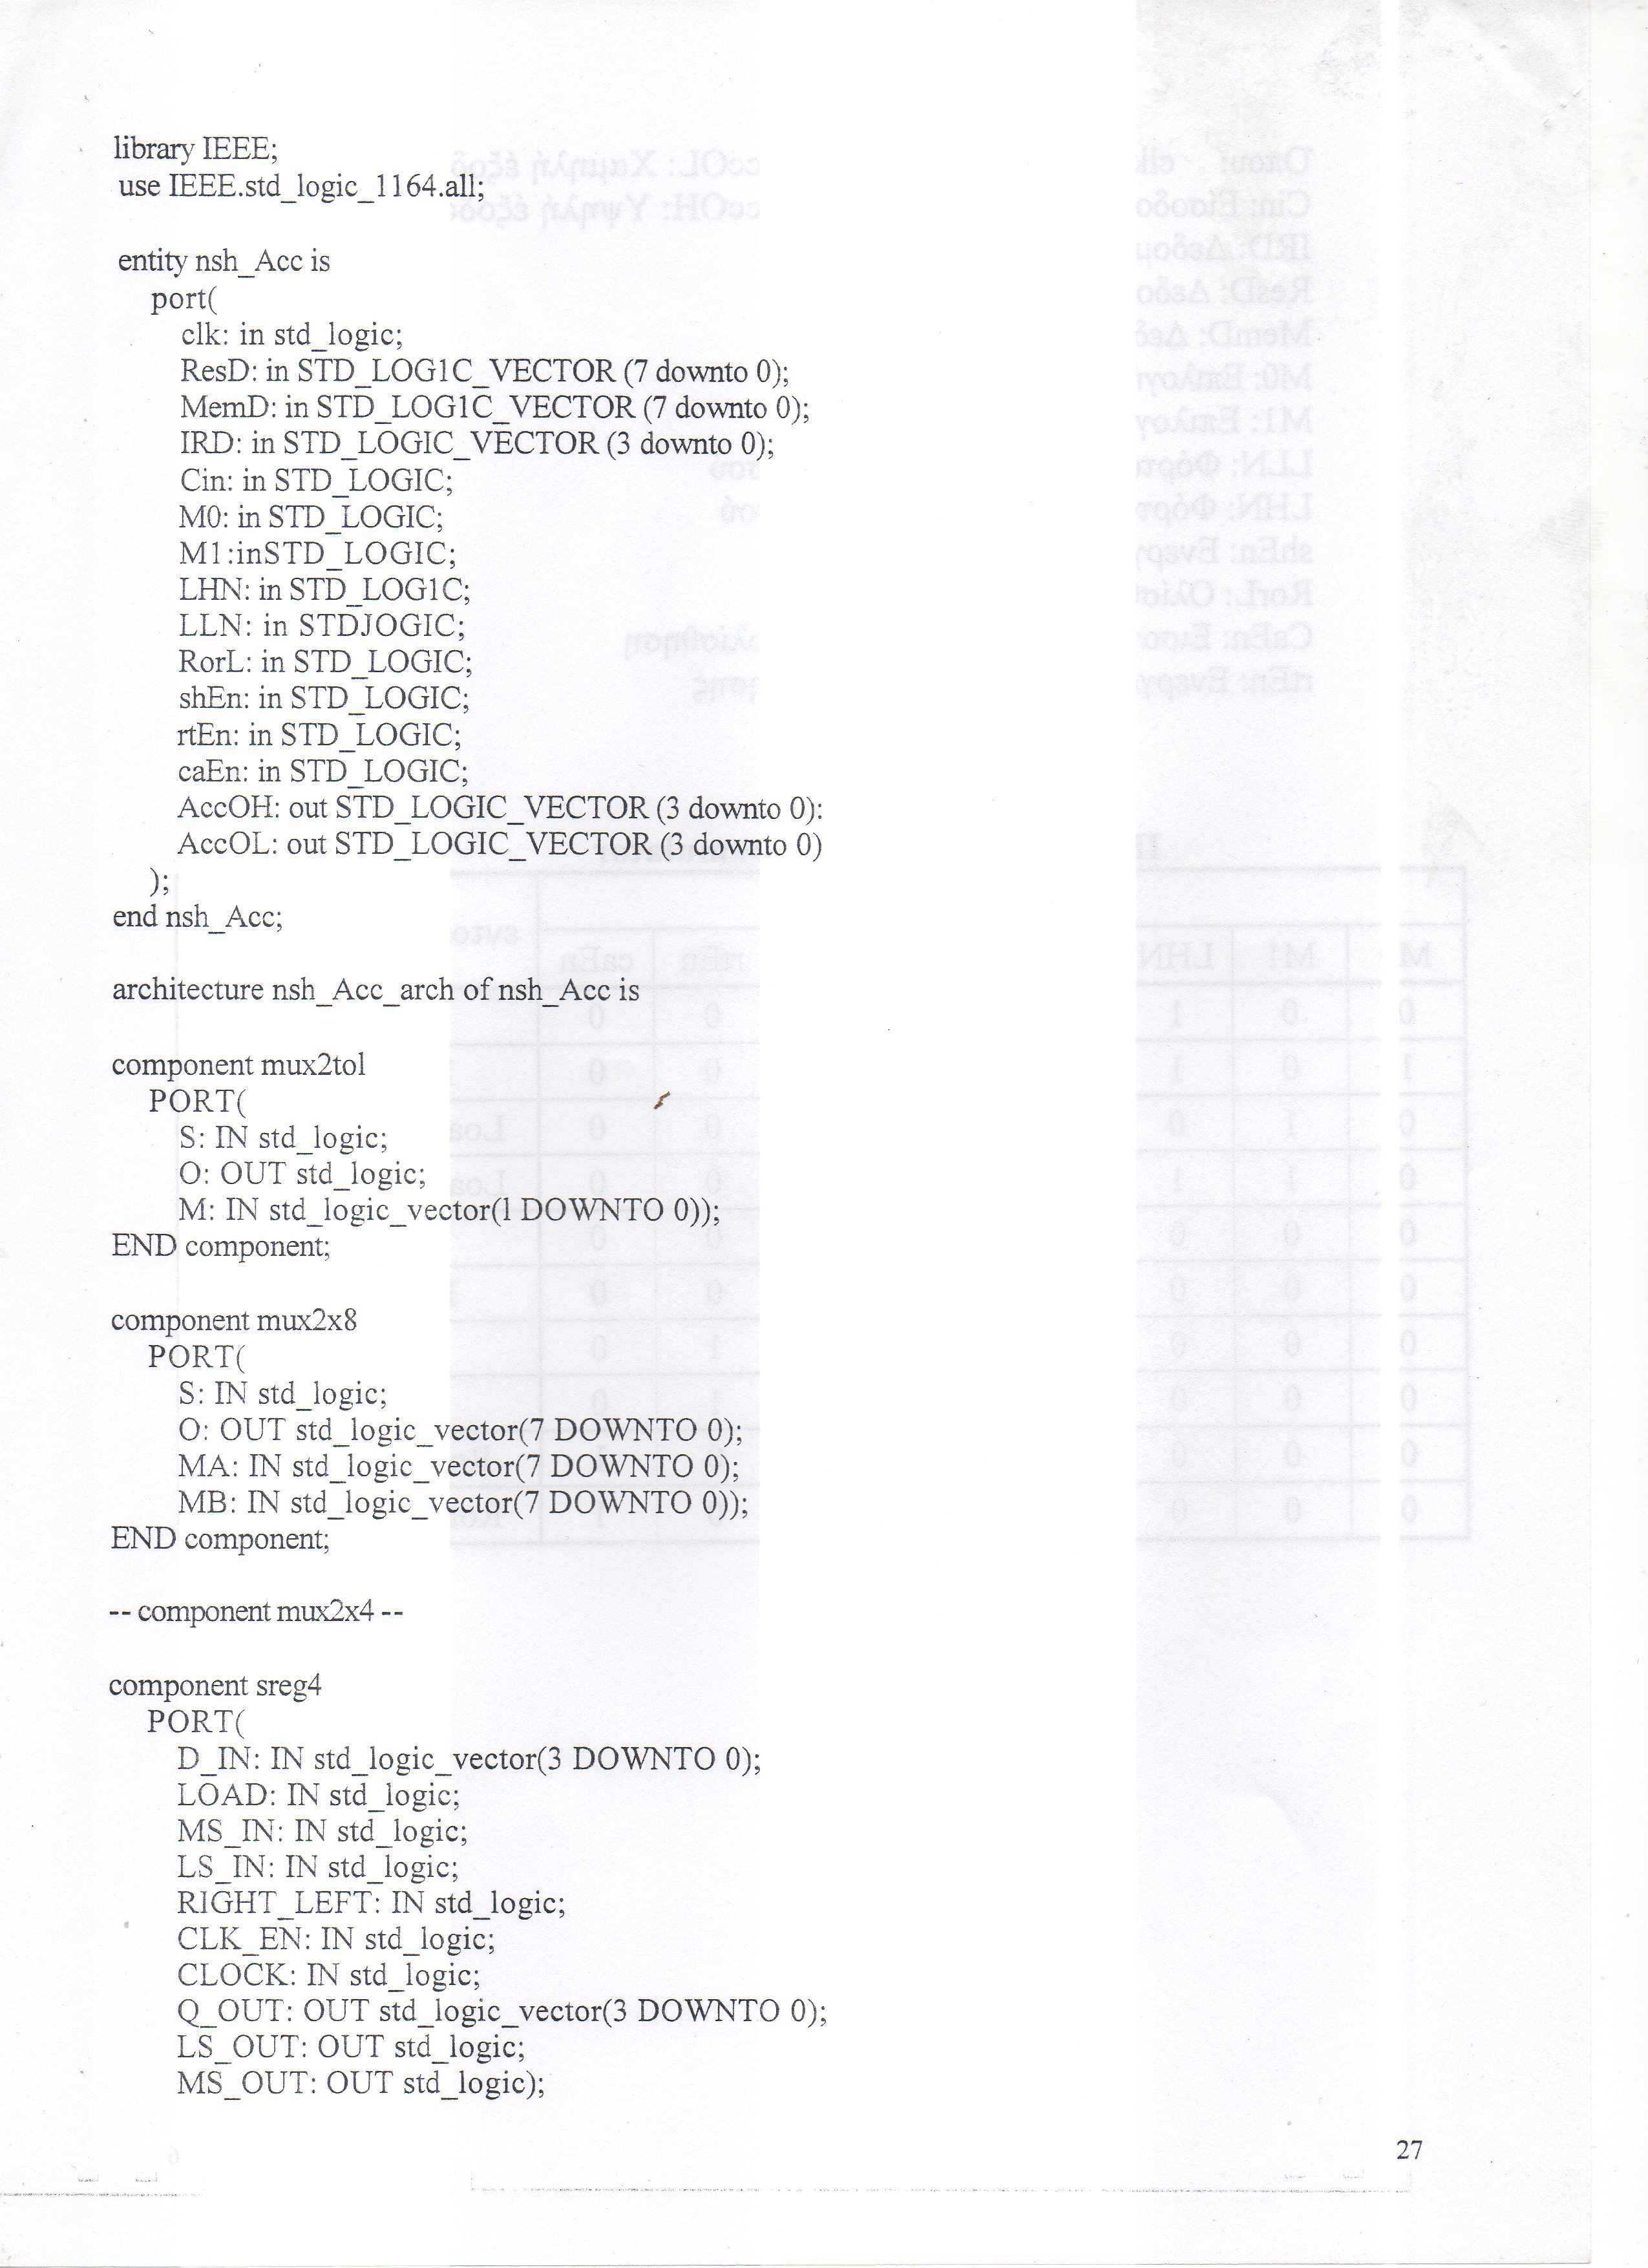 library IEEE;
use IEEE.std_logic_1164.all;

entity nsh_Acc is
port(
clk: in std_logic;
ResD: in STD_LOG1C_VECTOR (7 downto 0);
MemD: in STD_LOG1C_VECTOR (7 downto 0);
IRD: in STD_LOGIC_VECTOR (3 downto 0);
Cin: in STD_LOGIC;
M0: in STD_LOGIC;
M1:inSTD_LOGIC;
LHN: in STD_LOG1C;
LLN: in STDJOGIC;
RorL: in STD_LOGIC;
shEn: in STD_LOGIC;
rtEn: in STD_LOGIC;
caEn: in STD_LOGIC;
AccOH: out STD_LOGIC_VECTOR (3 downto 0):
AccOL: out STD_LOGIC_VECTOR (3 downto 0)
);
end nsh_Acc;

architecture nsh_Acc_arch of nsh_Acc is

component mux2tol
PORT(
S: IN std_logic;
O: OUT std_logic;
M: IN std_logic_vector(l DOWNTO 0));
END component;

component mux2x8
PORT(
S: IN std_logic;
O: OUT std_logic_vector(7 DOWNTO 0);
MA: IN std_logic_vector(7 DOWNTO 0);
MB: IN std_logic_vector(7 DOWNTO 0));
END component;

-- component mux2x4 --

component sreg4
PORT(
D_IN: IN std_logic_vector(3 DOWNTO 0);
LOAD: IN std_logic;
MS_IN: IN std_logic;
LS_IN: IN std_logic;
RIGHT_LEFT: IN std_logic;
CLK_EN: IN std_logic;
CLOCK: IN std_logic;
Q_OUT: OUT std_logic_vector(3 DOWNTO 0);
LS_OUT: OUT std_logic;
MS_OUT: OUT std_logic);

27